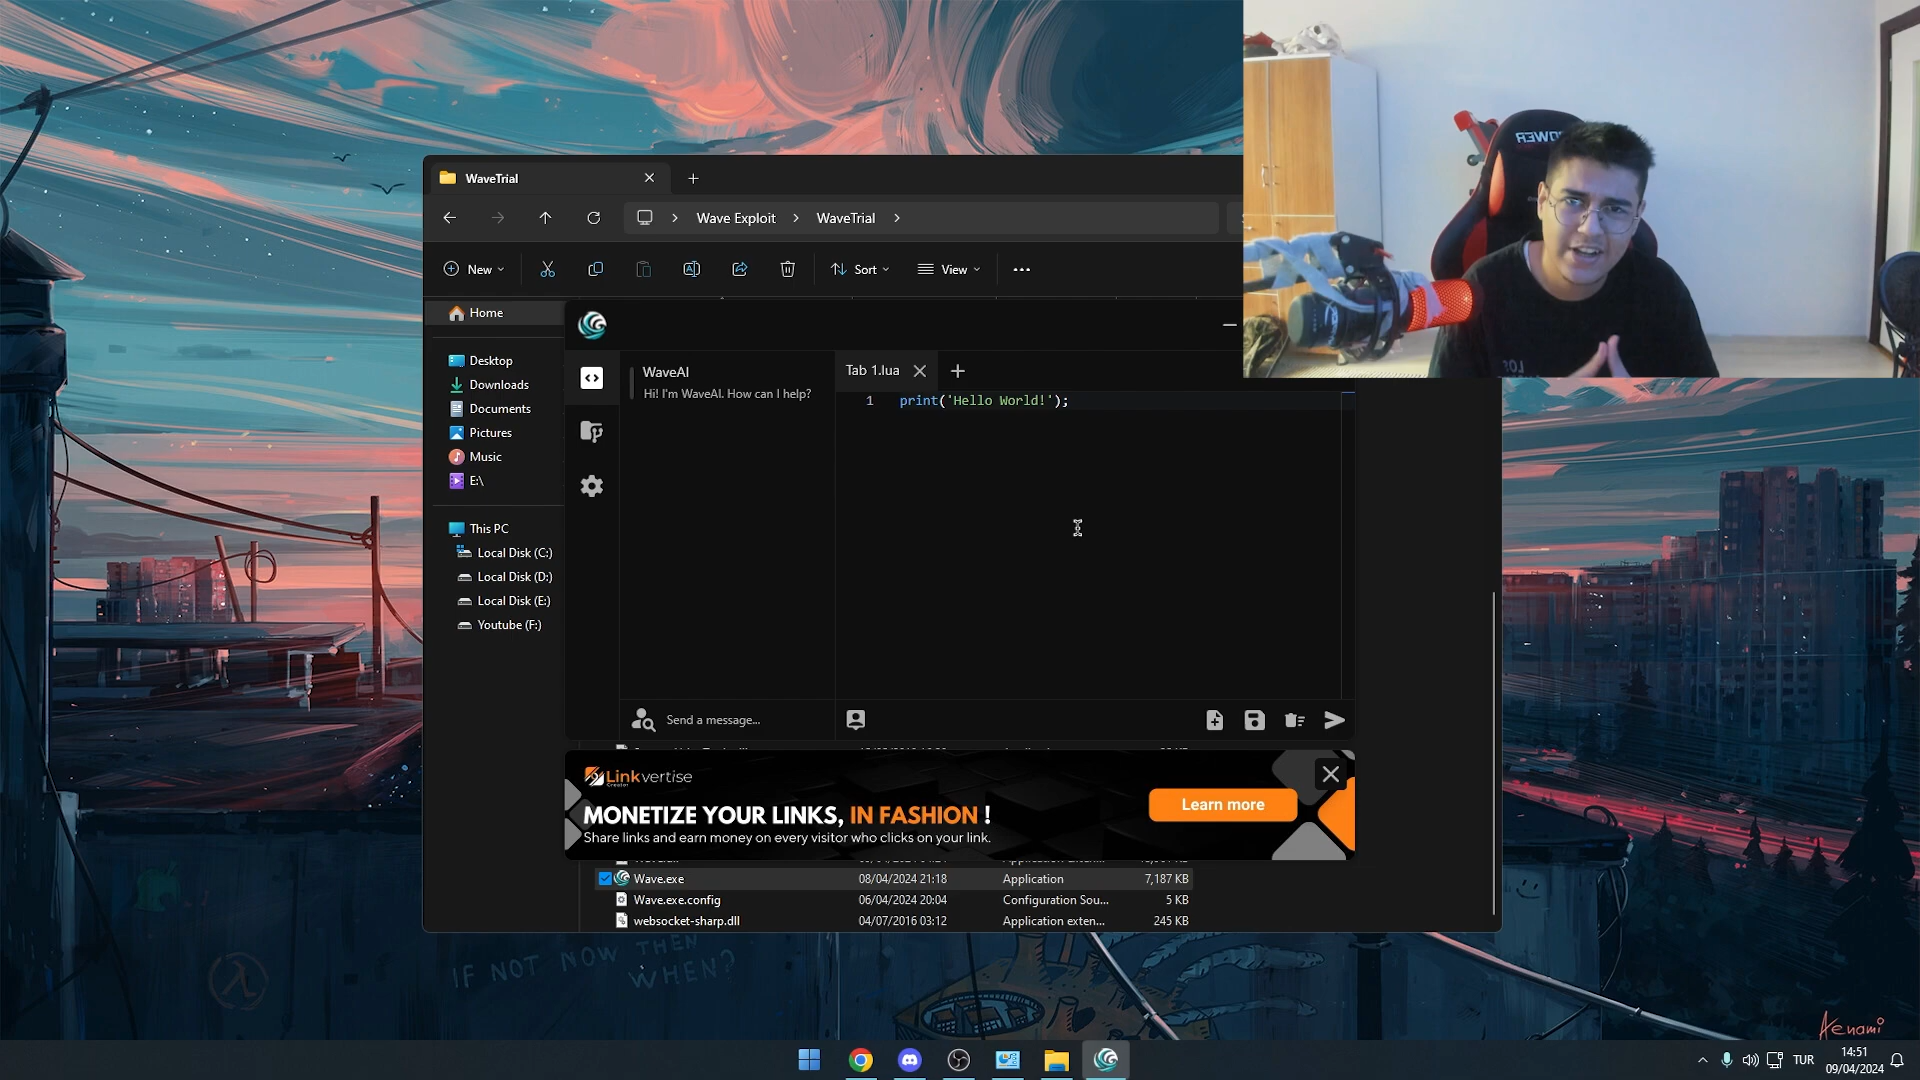 WaveTrial
Wave Exploit
WaveTrial
New
Sort
View
Home
Desktop
Downloads
Documents
Pictures
Music
E:\
This PC
Local Disk (C:)
Local Disk (D:)
Local Disk (E:)
Youtube (F:)
WaveAI
Hi! I'm WaveAI. How can I help?
Tab 1.lua
1 print('Hello World!');
Send a message...
Linkvertise
Creator
MONETIZE YOUR LINKS, IN FASHION !
Share links and earn money on every visitor who clicks on your link.
Learn more
Wave.exe 08/04/2024 21:18 Application 7,187 KB
Wave.exe.config 06/04/2024 20:04 Configuration Sou... 5 KB
websocket-sharp.dll 04/07/2016 03:12 Application exten... 245 KB
IF NOT NOW THEN
WHEN?
Aenami
TUR
14:51
09/04/2024